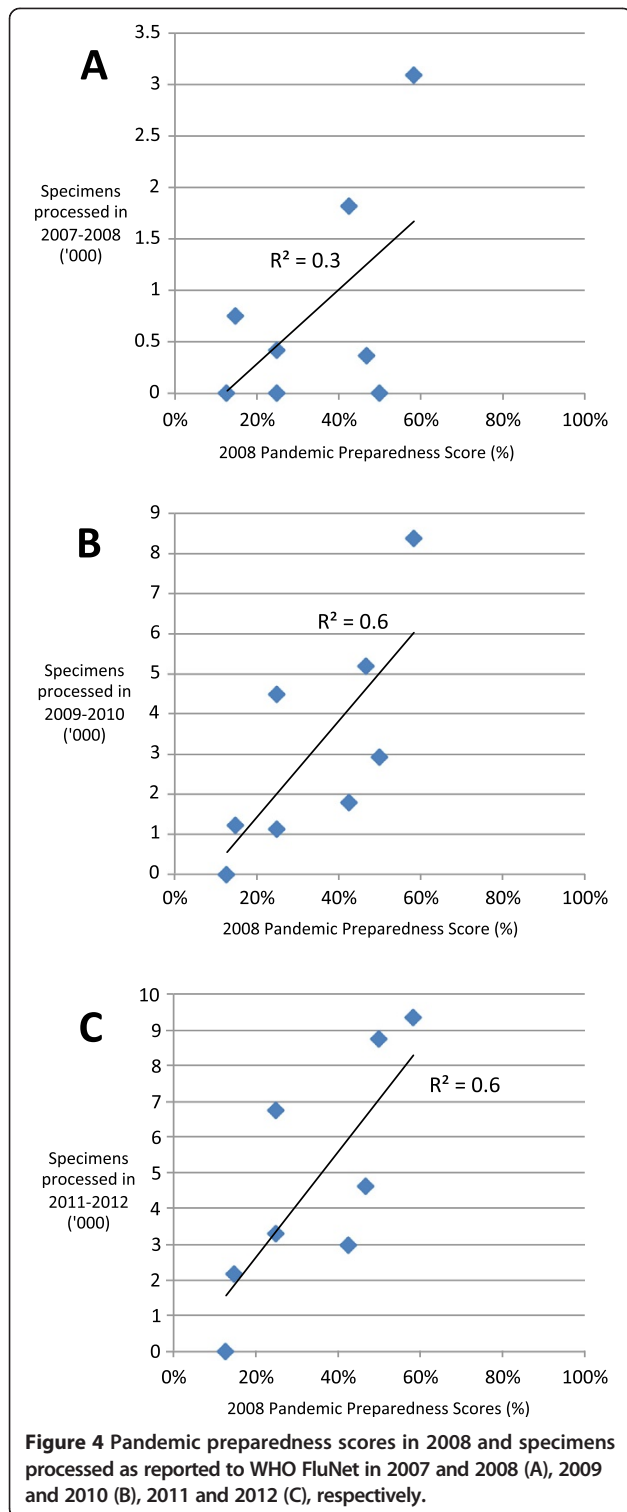 A
3.5
3
2.5
2
1.5
1
0.5
0
Specimens
processed in
2007-2008
('000)
R² = 0.3
0% 20% 40% 60% 80% 100%
2008 Pandemic Preparedness Score (%)
B
9
8
7
6
5
4
3
2
1
0
Specimens
processed in
2009-2010
('000)
R² = 0.6
0% 20% 40% 60% 80% 100%
2008 Pandemic Preparedness Score (%)
C
10
9
8
7
6
5
4
3
2
1
0
Specimens
processed in
2011-2012
('000)
R² = 0.6
0% 20% 40% 60% 80% 100%
2008 Pandemic Preparedness Scores (%)
Figure 4 Pandemic preparedness scores in 2008 and specimens
processed as reported to WHO FluNet in 2007 and 2008 (A), 2009
and 2010 (B), 2011 and 2012 (C), respectively.